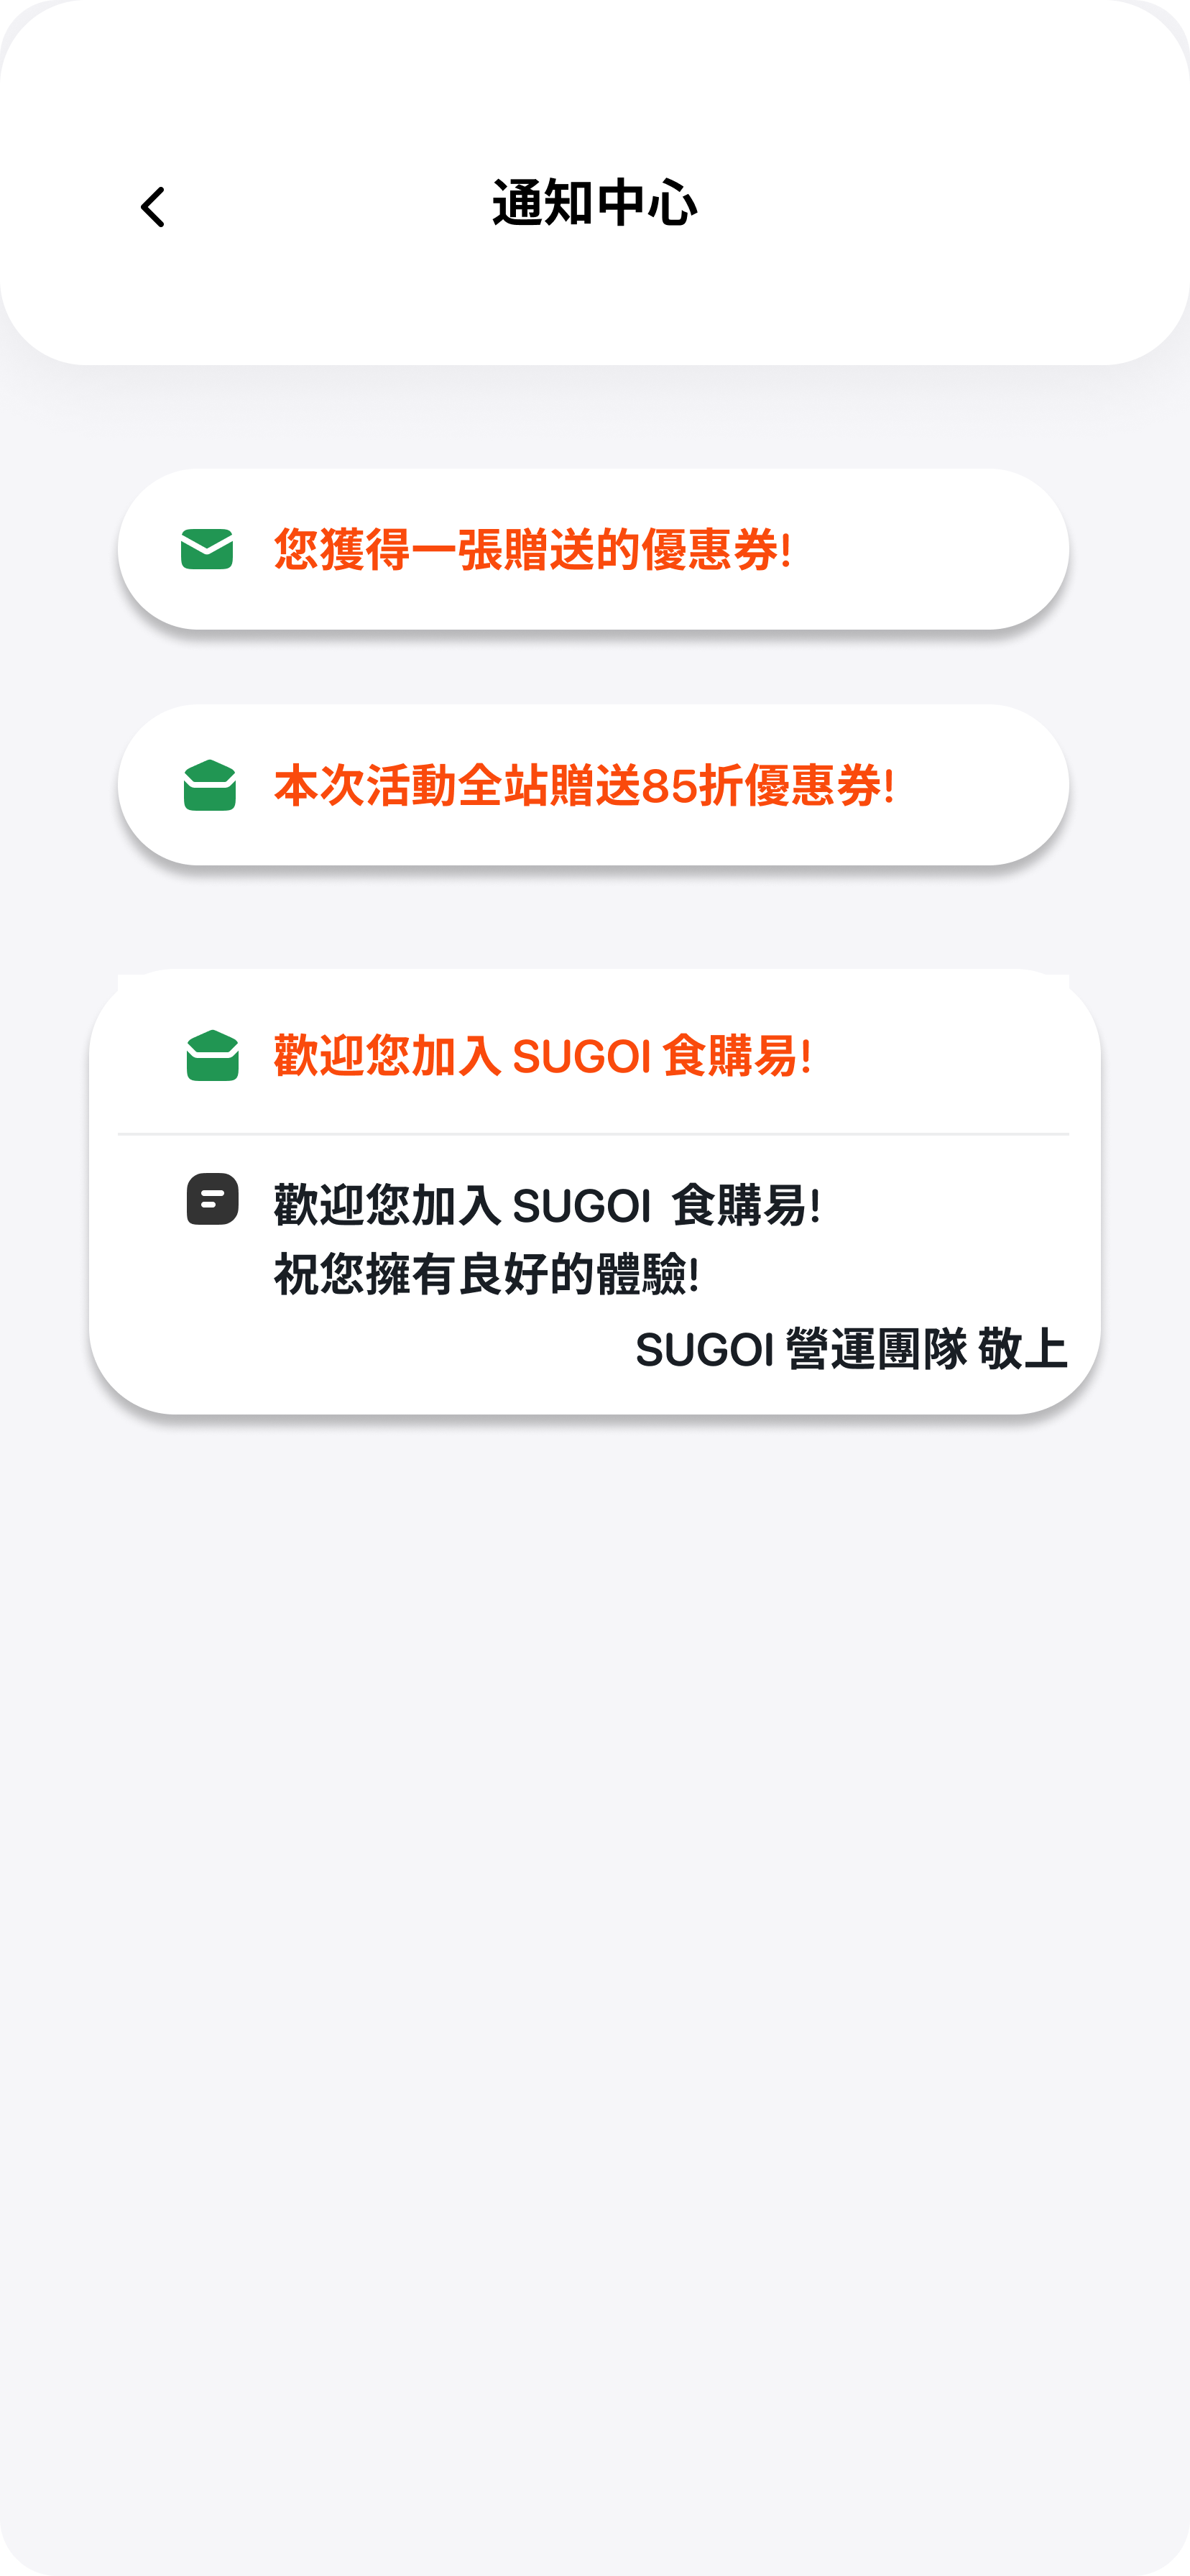 通知中心
您獲得一張贈送的優惠券!
本次活動全站贈送85折優惠券!
歡迎您加入 SUGOI 食購易!
歡迎您加入 SUGOI  食購易!
祝您擁有良好的體驗!
SUGOI 營運團隊 敬上